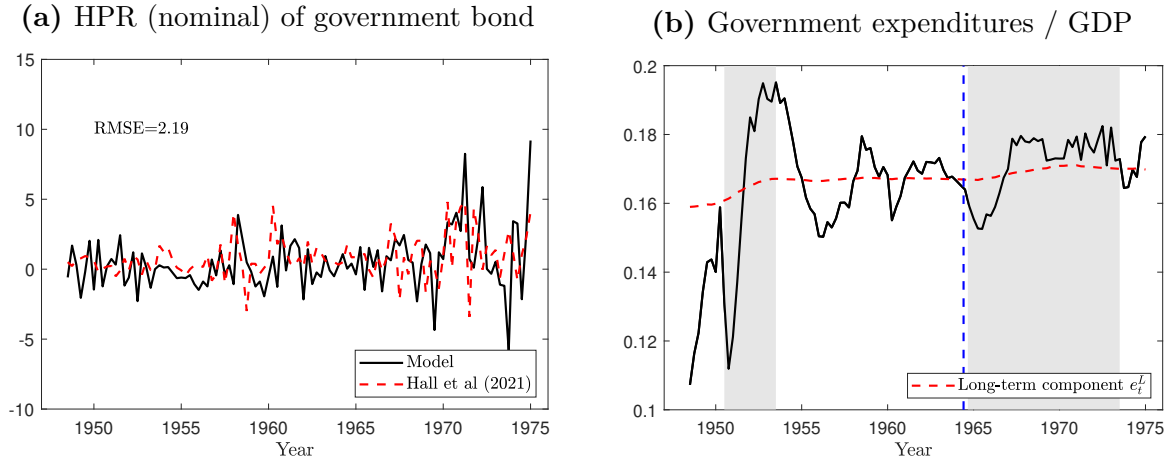 (a) HPR (nominal) of government bond
15
10
5
0
-5
-10
RMSE=2.19
Model
Hall et al (2021)
1950 1955 1960 1965 1970 1975
Year
(b) Government expenditures / GDP
0.2
0.18
0.16
0.14
0.12
0.1
Long-term component e_t^L
1950 1955 1960 1965 1970 1975
Year